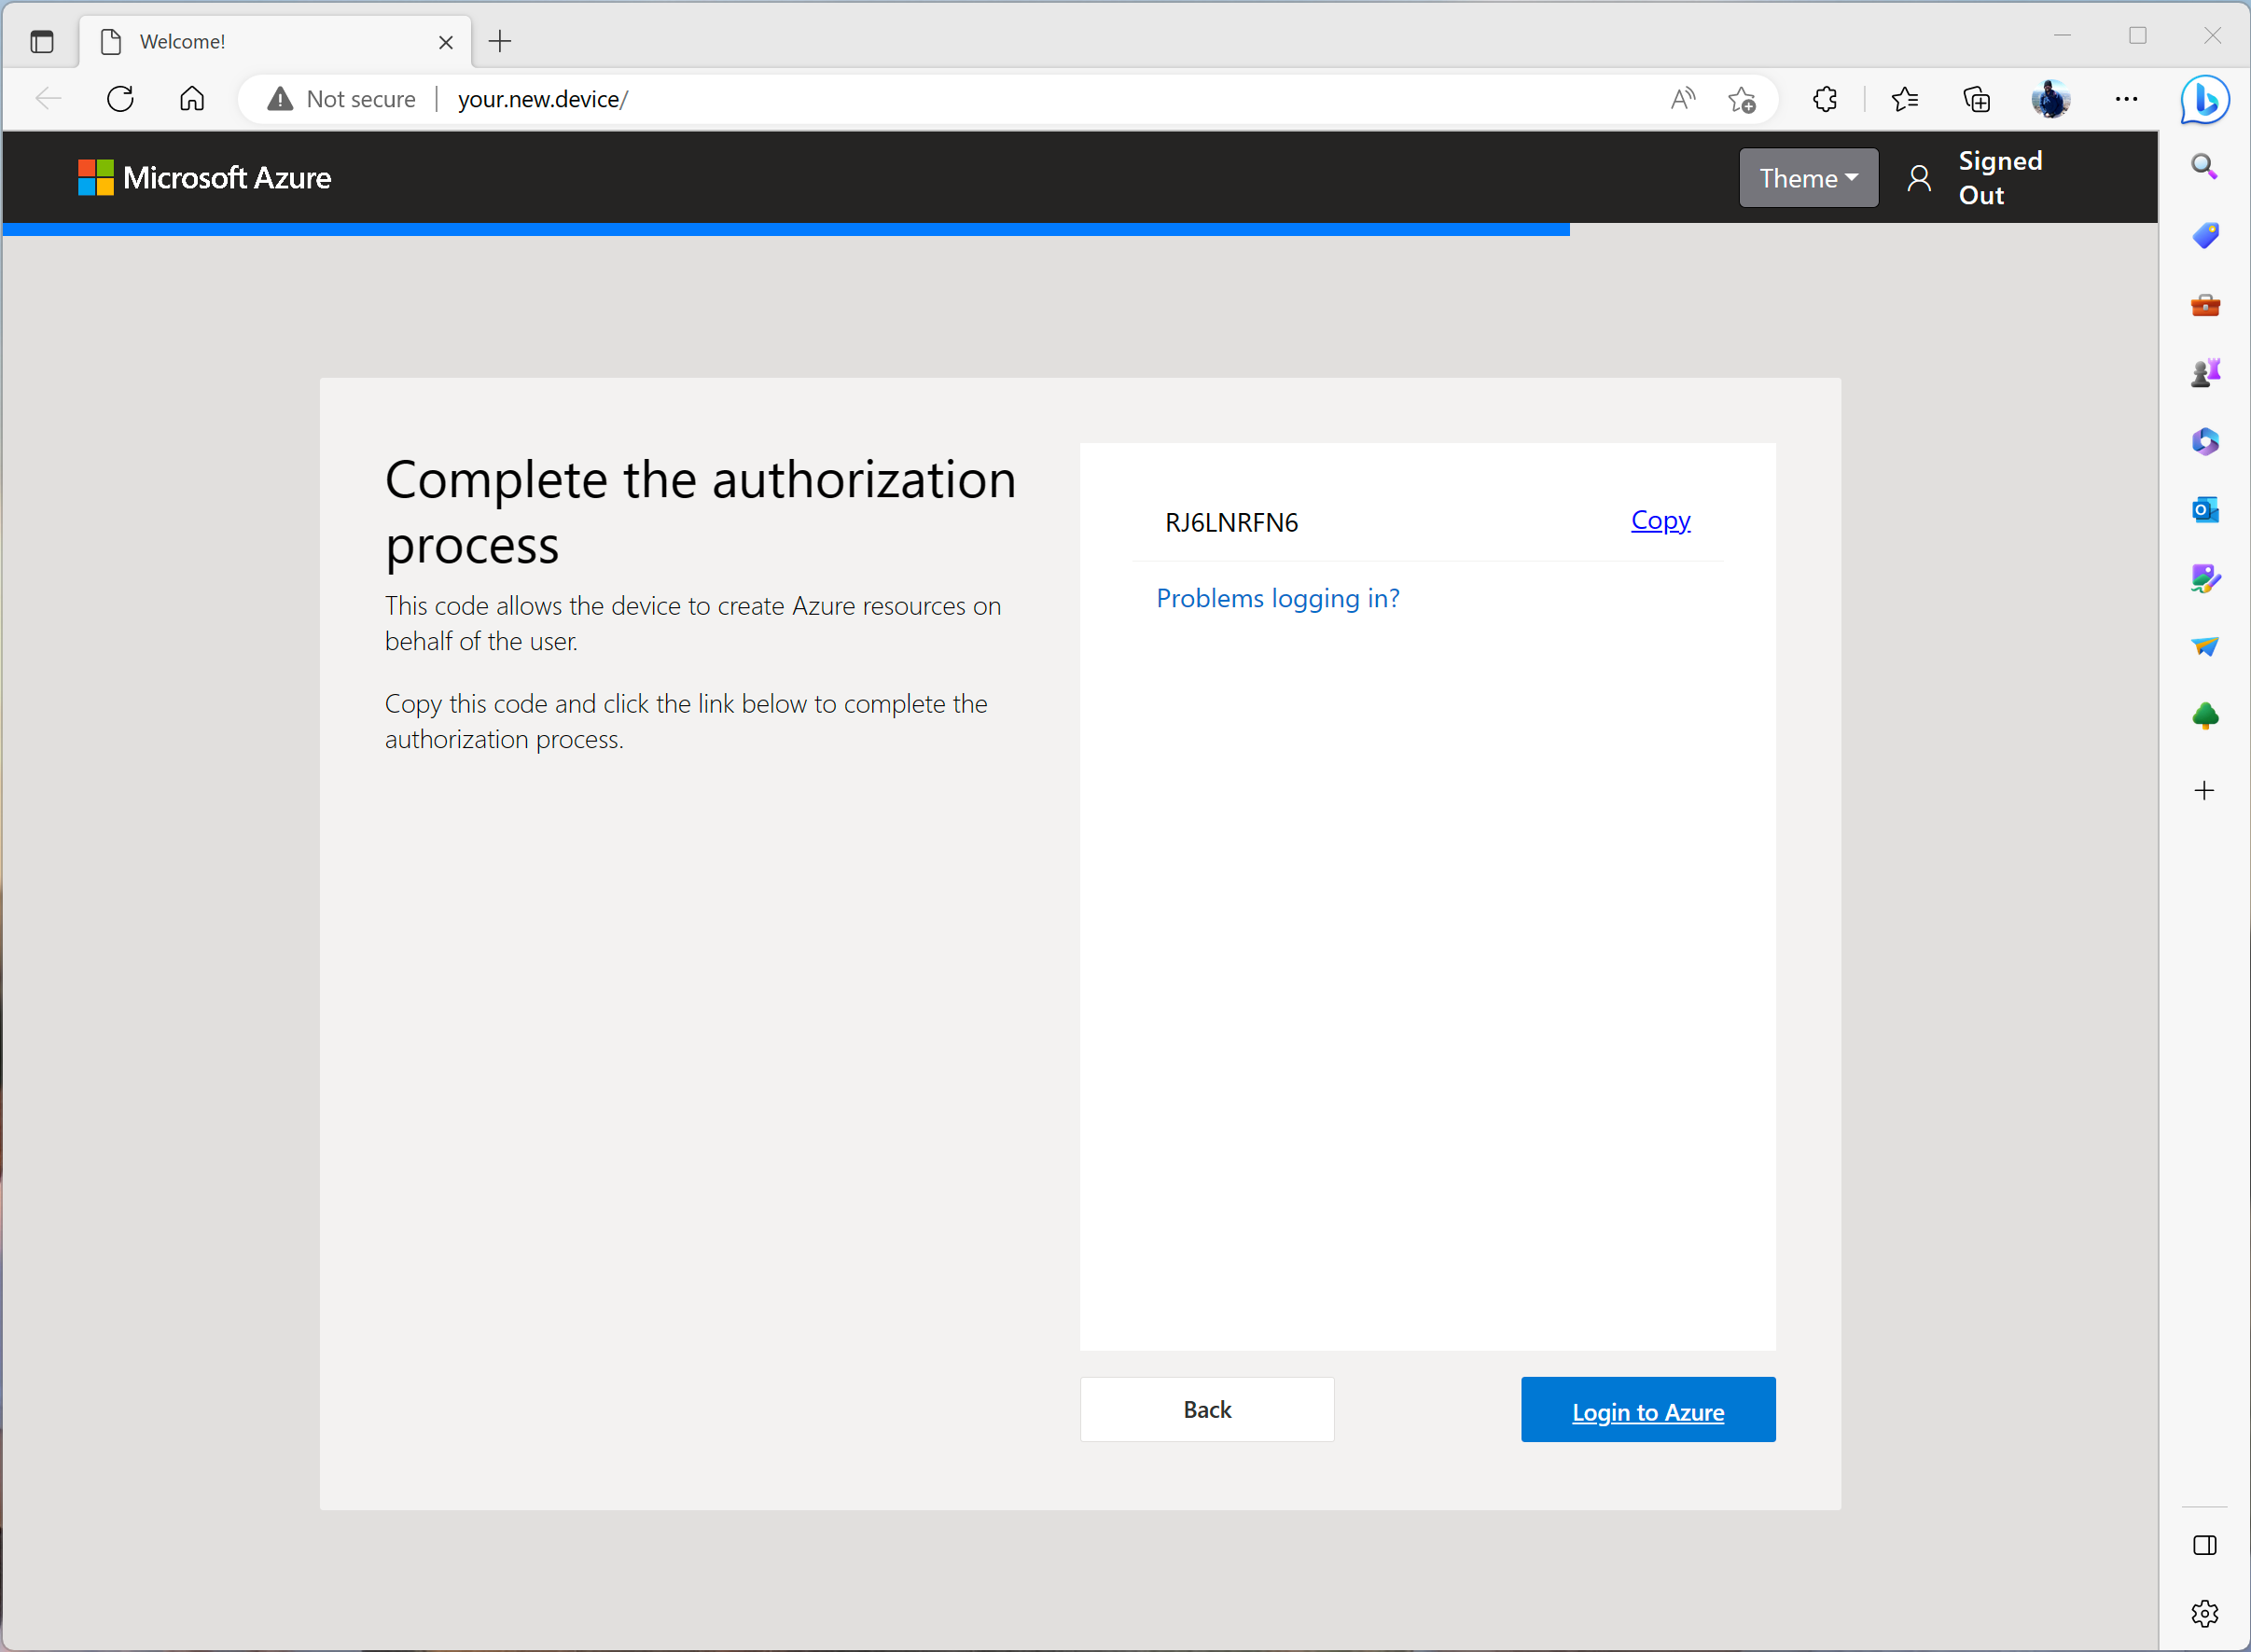 Welcome!
Not secure
your.new.device/
Microsoft Azure
Theme
Signed
Out
Complete the authorization
process
This code allows the device to create Azure resources on
behalf of the user.
Copy this code and click the link below to complete the
authorization process.
RJ6LNRFN6
Copy
Problems logging in?
Back
Login to Azure